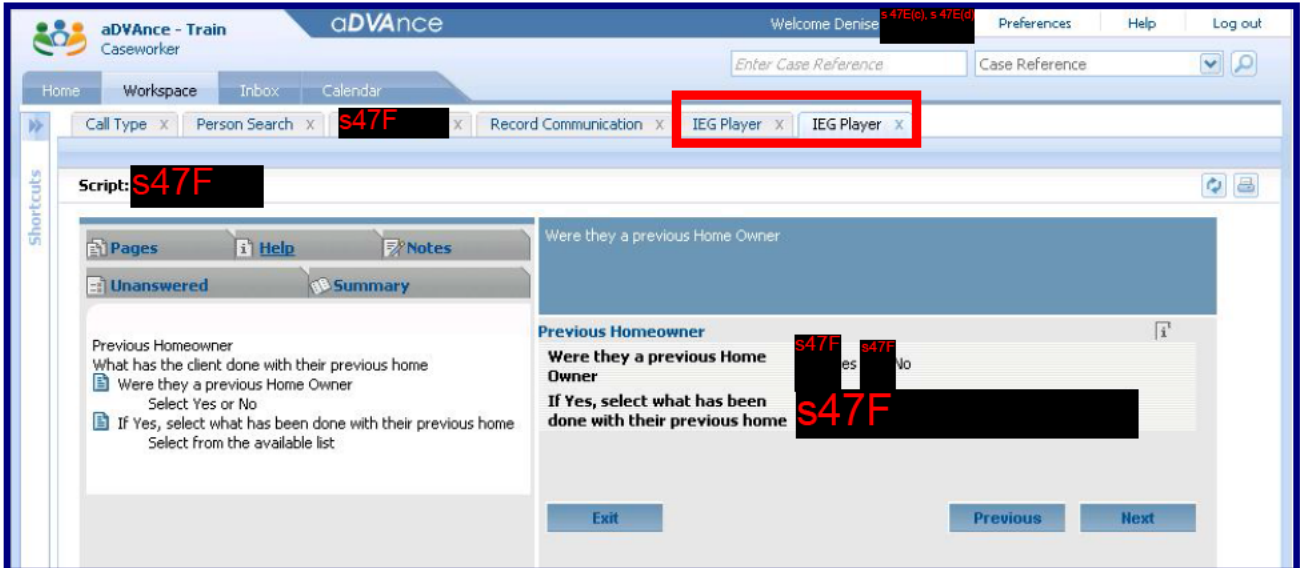 aDVAnce - Train
Caseworker
aDVAnce
Welcome Denise s 47E(c), s 47E(d)
Preferences
Help
Log out
Enter Case Reference
Case Reference
Home
Workspace
Inbox
Calendar
Call Type x
Person Search x
s47F x
Record Communication x
IEG Player x
IEG Player x
Shortcuts
Script: s47F
Pages
Help
Notes
Unanswered
Summary
Previous Homeowner
What has the client done with their previous home
Were they a previous Home Owner
Select Yes or No
If Yes, select what has been done with their previous home
Select from the available list
Were they a previous Home Owner
Previous Homeowner
Were they a previous Home
Owner
s47F es s47F No
If Yes, select what has been
done with their previous home
s47F
Exit
Previous
Next